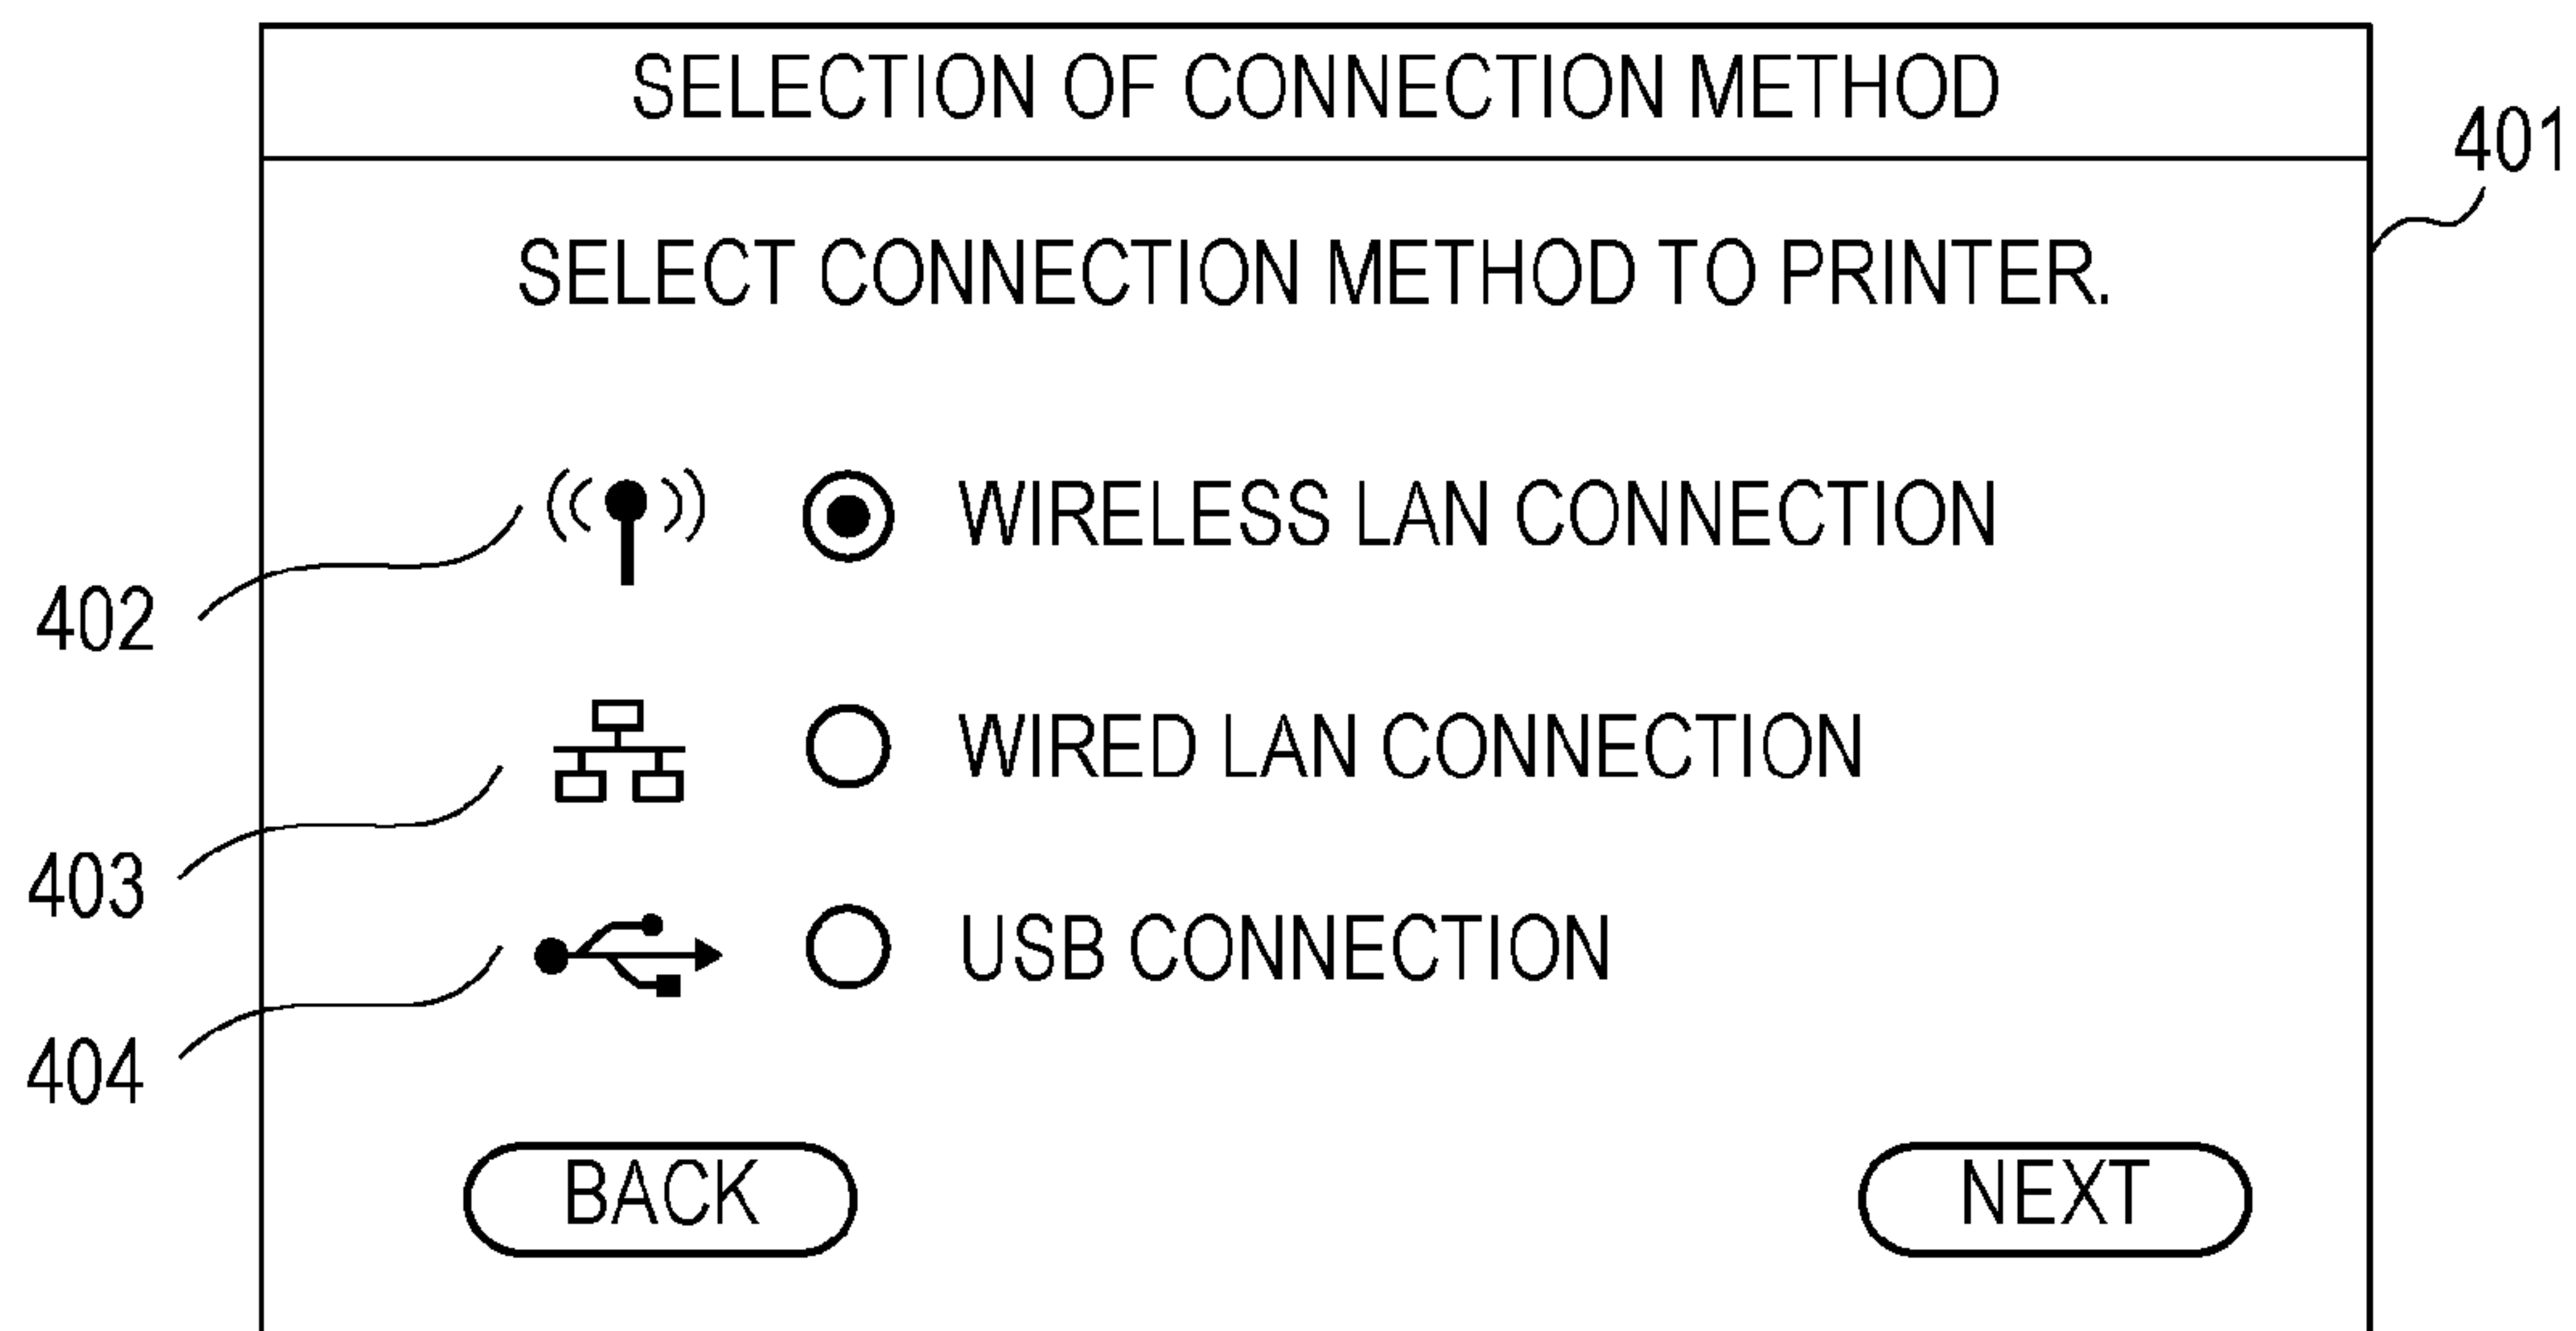 SELECTION OF CONNECTION METHOD
401
SELECT CONNECTION METHOD TO PRINTER.
WIRELESS LAN CONNECTION
402
WIRED LAN CONNECTION
403
USB CONNECTION
404
BACK
NEXT